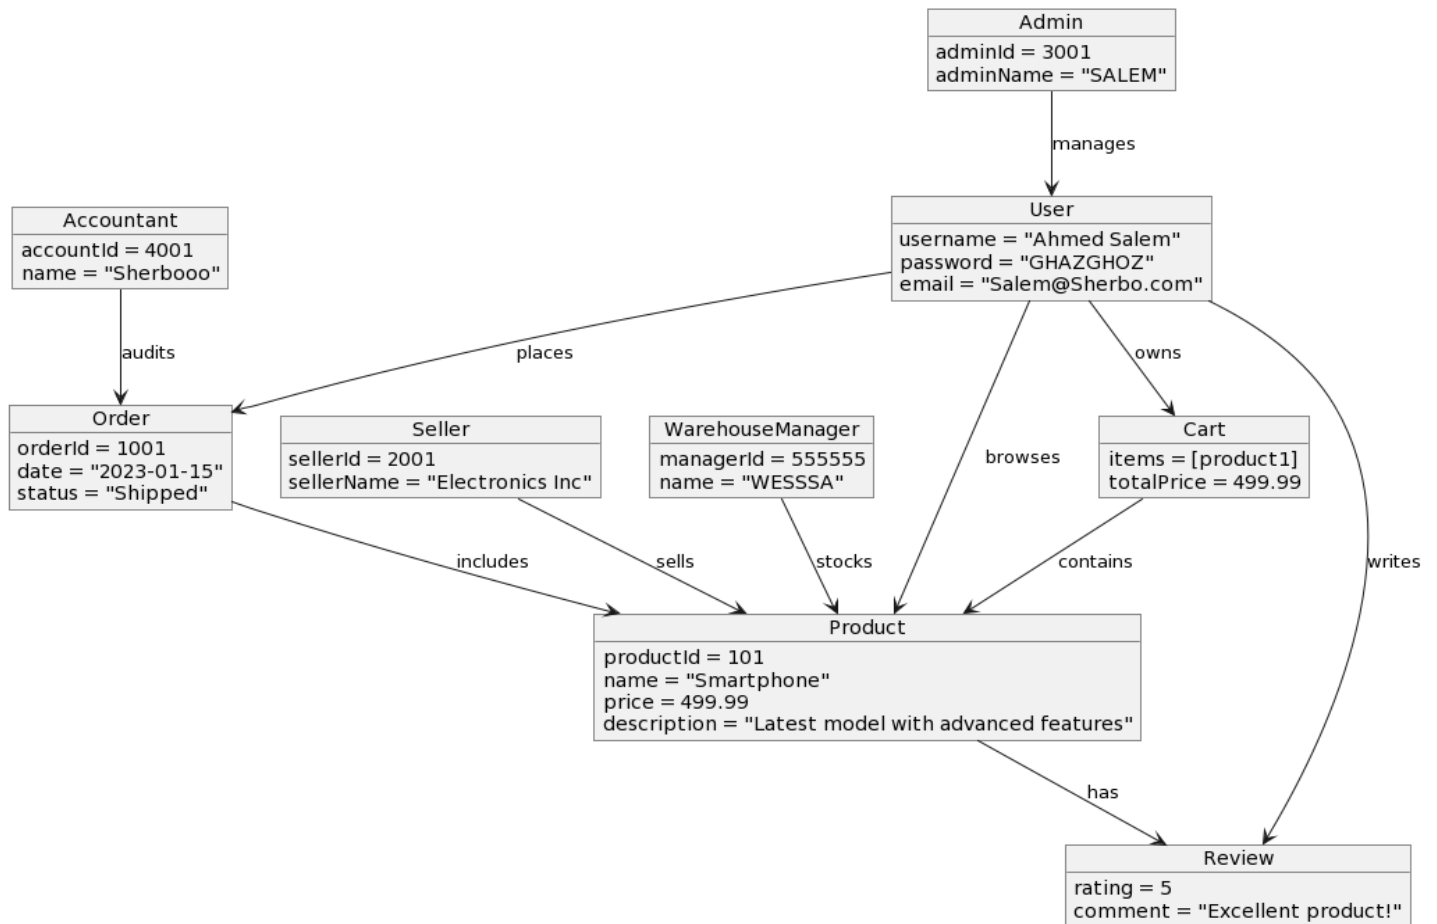 Admin
adminId = 3001
adminName = "SALEM"
manages
User
username = "Ahmed Salem"
password = "GHAZGHOZ"
email = "Salem@Sherbo.com"
Accountant
accountId = 4001
name = "Sherbooo"
audits
places
owns
Order
orderId = 1001
date = "2023-01-15"
status = "Shipped"
Seller
sellerId = 2001
sellerName = "Electronics Inc"
WarehouseManager
managerId = 555555
name = "WESSSA"
browses
Cart
items = [product1]
totalPrice = 499.99
includes
sells
stocks
contains
writes
Product
productId = 101
name = "Smartphone"
price = 499.99
description = "Latest model with advanced features"
has
Review
rating = 5
comment = "Excellent product!"